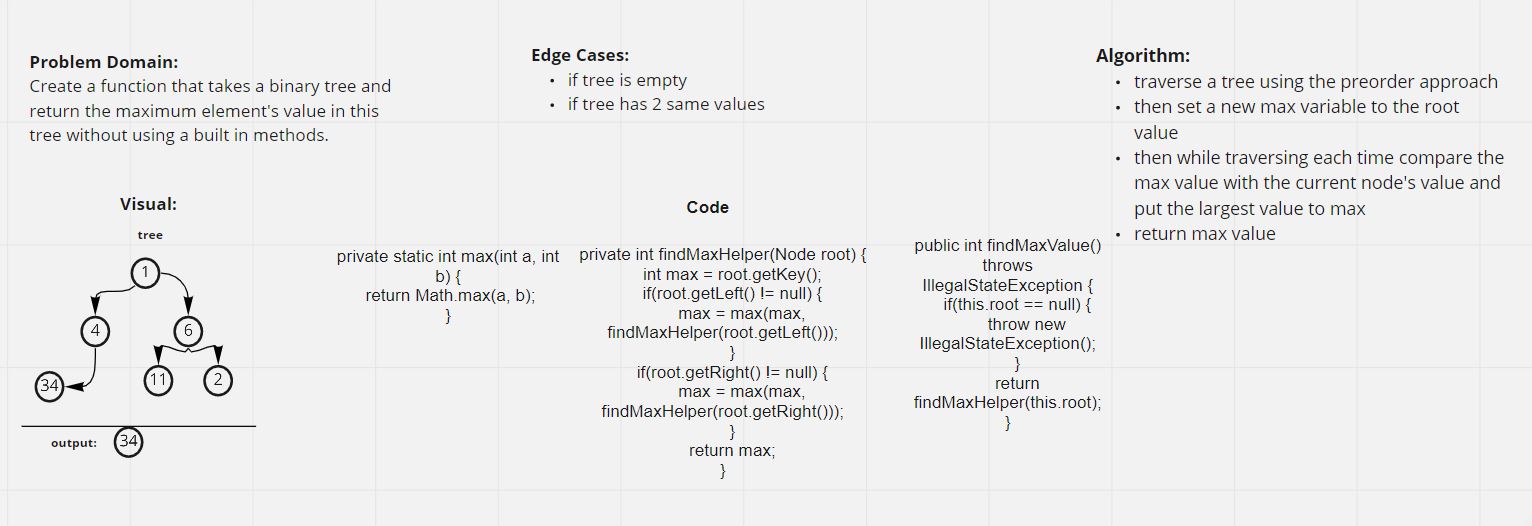 Problem Domain:
Create a function that takes a binary tree and
return the maximum element's value in this
tree without using a built in methods.
Edge Cases:
• if tree is empty
• if tree has 2 same values
Algorithm:
• traverse a tree using the preorder approach
• then set a new max variable to the root
value
• then while traversing each time compare the
max value with the current node's value and
put the largest value to max
• return max value
Visual:
tree
1
4
6
34
11
2
output: 34
Code
private static int max(int a, int
b) {
return Math.max(a, b);
}
private int findMaxHelper(Node root) {
int max = root.getKey();
if(root.getLeft() != null) {
max = max(max,
findMaxHelper(root.getLeft()));
}
if(root.getRight() != null) {
max = max(max,
findMaxHelper(root.getRight()));
}
return max;
}
public int findMaxValue()
throws
IllegalStateException {
if(this.root == null) {
throw new
IllegalStateException();
}
return
findMaxHelper(this.root);
}